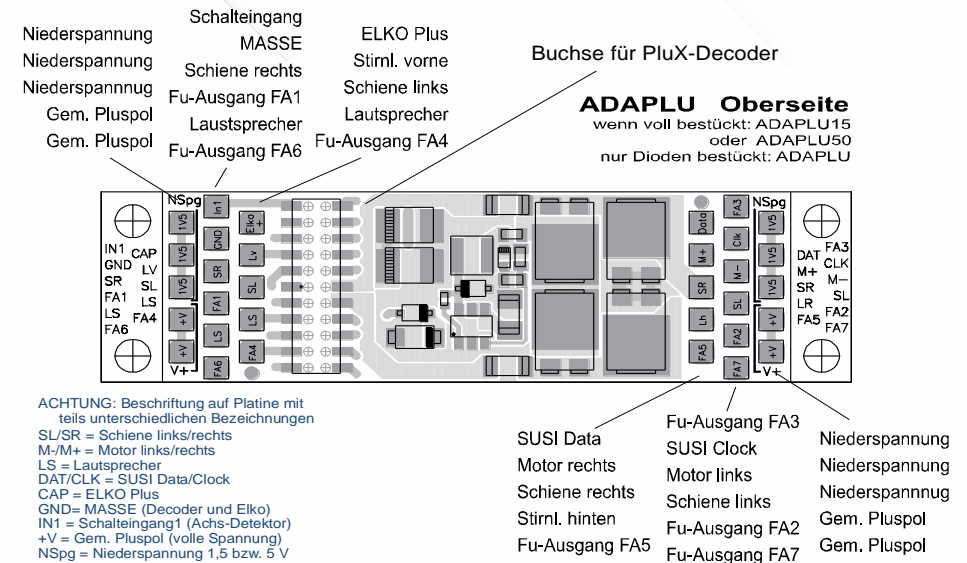 Schalteingang
MASSE
Schiene rechts
Fu-Ausgang FA1
Laustsprecher
Fu-Ausgang FA6
Niederspannung
Niederspannung
Niederspannnug
Gem. Pluspol
Gem. Pluspol
ELKO Plus
Stirnl. vorne
Schiene links
Lautsprecher
Fu-Ausgang FA4
Buchse für PluX-Decoder
ADAPLU Oberseite
wenn voll bestückt: ADAPLU15
oder ADAPLU50
nur Dioden bestückt: ADAPLU
NSpg
1V5
1V5
1V5
+V
+V
V+
In1
GND
SR
FA1
LS
FA6
Elko +
Lv
SL
LS
FA4
IN1
GND
SR
FA1
LS
FA6
CAP
LV
SL
LS
FA4
Data
M+
SR
Lh
FA5
FA3
Clk
M-
SL
FA2
FA7
NSpg
1V5
1V5
1V5
+V
+V
V+
DAT
M+
SR
LR
FA5
FA3
CLK
M-
SL
FA2
FA7
ACHTUNG: Beschriftung auf Platine mit
teils unterschiedlichen Bezeichnungen
SL/SR = Schiene links/rechts
M-/M+ = Motor links/rechts
LS = Lautsprecher
DAT/CLK = SUSI Data/Clock
CAP = ELKO Plus
GND= MASSE (Decoder und Elko)
IN1 = Schalteingang1 (Achs-Detektor)
+V = Gem. Pluspol (volle Spannung)
NSpg = Niederspannung 1,5 bzw. 5 V
SUSI Data
Motor rechts
Schiene rechts
Stirnl. hinten
Fu-Ausgang FA5
Fu-Ausgang FA3
SUSI Clock
Motor links
Schiene links
Fu-Ausgang FA2
Fu-Ausgang FA7
Niederspannung
Niederspannung
Niederspannnug
Gem. Pluspol
Gem. Pluspol